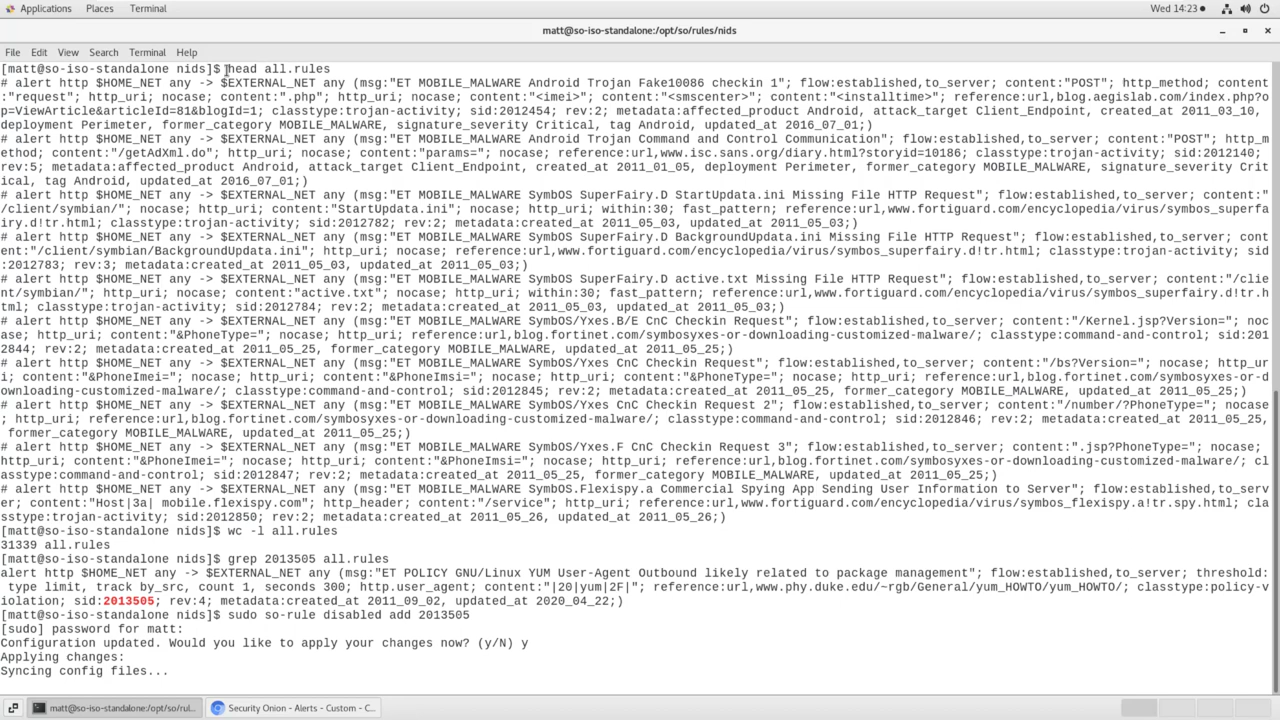 Applications Places Terminal Wed 14:23
matt@so-iso-standalone:/opt/so/rules/nids
File Edit View Search Terminal Help
[matt@so-iso-standalone nids]$ head all.rules
# alert http $HOME_NET any -> $EXTERNAL_NET any (msg:"ET MOBILE_MALWARE Android Trojan Fake10086 checkin 1"; flow:established,to_server; content:"POST"; http_method; content
:"request"; http_uri; nocase; content:".php"; http_uri; nocase; content:"<imei>"; content:"<smscenter>"; content:"<installtime>"; reference:url,blog.aegislab.com/index.php?o
p=ViewArticle&articleId=81&blogId=1; classtype:trojan-activity; sid:2012454; rev:2; metadata:affected_product Android, attack_target Client_Endpoint, created_at 2011_03_10,
deployment Perimeter, former_category MOBILE_MALWARE, signature_severity Critical, tag Android, updated_at 2016_07_01;)
# alert http $HOME_NET any -> $EXTERNAL_NET any (msg:"ET MOBILE_MALWARE Android Trojan Command and Control Communication"; flow:established,to_server; content:"POST"; http_m
ethod; content:"/getAdXml.do"; http_uri; nocase; content:"params="; nocase; reference:url,www.isc.sans.org/diary.html?storyid=10186; classtype:trojan-activity; sid:2012140;
rev:5; metadata:affected_product Android, attack_target Client_Endpoint, created_at 2011_01_05, deployment Perimeter, former_category MOBILE_MALWARE, signature_severity Crit
ical, tag Android, updated_at 2016_07_01;)
# alert http $HOME_NET any -> $EXTERNAL_NET any (msg:"ET MOBILE_MALWARE SymbOS SuperFairy.D StartUpdata.ini Missing File HTTP Request"; flow:established,to_server; content:"
/client/symbian/"; nocase; http_uri; content:"StartUpdata.ini"; nocase; http_uri; within:30; fast_pattern; reference:url,www.fortiguard.com/encyclopedia/virus/symbos_superfa
iry.d!tr.html; classtype:trojan-activity; sid:2012782; rev:2; metadata:created_at 2011_05_03, updated_at 2011_05_03;)
# alert http $HOME_NET any -> $EXTERNAL_NET any (msg:"ET MOBILE_MALWARE SymbOS SuperFairy.D BackgroundUpdata.ini Missing File HTTP Request"; flow:established,to_server; cont
ent:"/client/symbian/BackgroundUpdata.ini"; http_uri; nocase; reference:url,www.fortiguard.com/encyclopedia/virus/symbos_superfairy.d!tr.html; classtype:trojan-activity; sid
:2012783; rev:3; metadata:created_at 2011_05_03, updated_at 2011_05_03;)
# alert http $HOME_NET any -> $EXTERNAL_NET any (msg:"ET MOBILE_MALWARE SymbOS SuperFairy.D active.txt Missing File HTTP Request"; flow:established,to_server; content:"/clie
nt/symbian/"; http_uri; nocase; content:"active.txt"; nocase; http_uri; within:30; fast_pattern; reference:url,www.fortiguard.com/encyclopedia/virus/symbos_superfairy.d!tr.h
tml; classtype:trojan-activity; sid:2012784; rev:2; metadata:created_at 2011_05_03, updated_at 2011_05_03;)
# alert http $HOME_NET any -> $EXTERNAL_NET any (msg:"ET MOBILE_MALWARE SymbOS/Yxes.B/E CnC Checkin Request"; flow:established,to_server; content:"/Kernel.jsp?Version="; noc
ase; http_uri; content:"&PhoneType="; nocase; http_uri; reference:url,blog.fortinet.com/symbosyxes-or-downloading-customized-malware/; classtype:command-and-control; sid:201
2844; rev:2; metadata:created_at 2011_05_25, former_category MOBILE_MALWARE, updated_at 2011_05_25;)
# alert http $HOME_NET any -> $EXTERNAL_NET any (msg:"ET MOBILE_MALWARE SymbOS/Yxes CnC Checkin Request"; flow:established,to_server; content:"/bs?Version="; nocase; http_ur
i; content:"&PhoneImei="; nocase; http_uri; content:"&PhoneImsi="; nocase; http_uri; content:"&PhoneType="; nocase; http_uri; reference:url,blog.fortinet.com/symbosyxes-or-d
ownloading-customized-malware/; classtype:command-and-control; sid:2012845; rev:2; metadata:created_at 2011_05_25, former_category MOBILE_MALWARE, updated_at 2011_05_25;)
# alert http $HOME_NET any -> $EXTERNAL_NET any (msg:"ET MOBILE_MALWARE SymbOS/Yxes CnC Checkin Request 2"; flow:established,to_server; content:"/number/?PhoneType="; nocase
; http_uri; reference:url,blog.fortinet.com/symbosyxes-or-downloading-customized-malware/; classtype:command-and-control; sid:2012846; rev:2; metadata:created_at 2011_05_25,
former_category MOBILE_MALWARE, updated_at 2011_05_25;)
# alert http $HOME_NET any -> $EXTERNAL_NET any (msg:"ET MOBILE_MALWARE SymbOS/Yxes.F CnC Checkin Request 3"; flow:established,to_server; content:".jsp?PhoneType="; nocase;
http_uri; content:"&PhoneImei="; nocase; http_uri; content:"&PhoneImsi="; nocase; http_uri; reference:url,blog.fortinet.com/symbosyxes-or-downloading-customized-malware/; cl
asstype:command-and-control; sid:2012847; rev:2; metadata:created_at 2011_05_25, former_category MOBILE_MALWARE, updated_at 2011_05_25;)
# alert http $HOME_NET any -> $EXTERNAL_NET any (msg:"ET MOBILE_MALWARE SymbOS.Flexispy.a Commercial Spying App Sending User Information to Server"; flow:established,to_serv
er; content:"Host|3a| mobile.flexispy.com"; http_header; content:"/service"; http_uri; reference:url,www.fortiguard.com/encyclopedia/virus/symbos_flexispy.a!tr.spy.html; cla
sstype:trojan-activity; sid:2012850; rev:2; metadata:created_at 2011_05_26, updated_at 2011_05_26;)
[matt@so-iso-standalone nids]$ wc -l all.rules
31339 all.rules
[matt@so-iso-standalone nids]$ grep 2013505 all.rules
alert http $HOME_NET any -> $EXTERNAL_NET any (msg:"ET POLICY GNU/Linux YUM User-Agent Outbound likely related to package management"; flow:established,to_server; threshold:
type limit, track by_src, count 1, seconds 300; http.user_agent; content:"|20|yum|2F|"; reference:url,www.phy.duke.edu/~rgb/General/yum_HOWTO/yum_HOWTO/; classtype:policy-v
iolation; sid:2013505; rev:4; metadata:created_at 2011_09_02, updated_at 2020_04_22;)
[matt@so-iso-standalone nids]$ sudo so-rule disabled add 2013505
[sudo] password for matt:
Configuration updated. Would you like to apply your changes now? (y/N) y
Applying changes:
Syncing config files...
matt@so-iso-standalone:/opt/so/rul... Security Onion - Alerts - Custom - C...